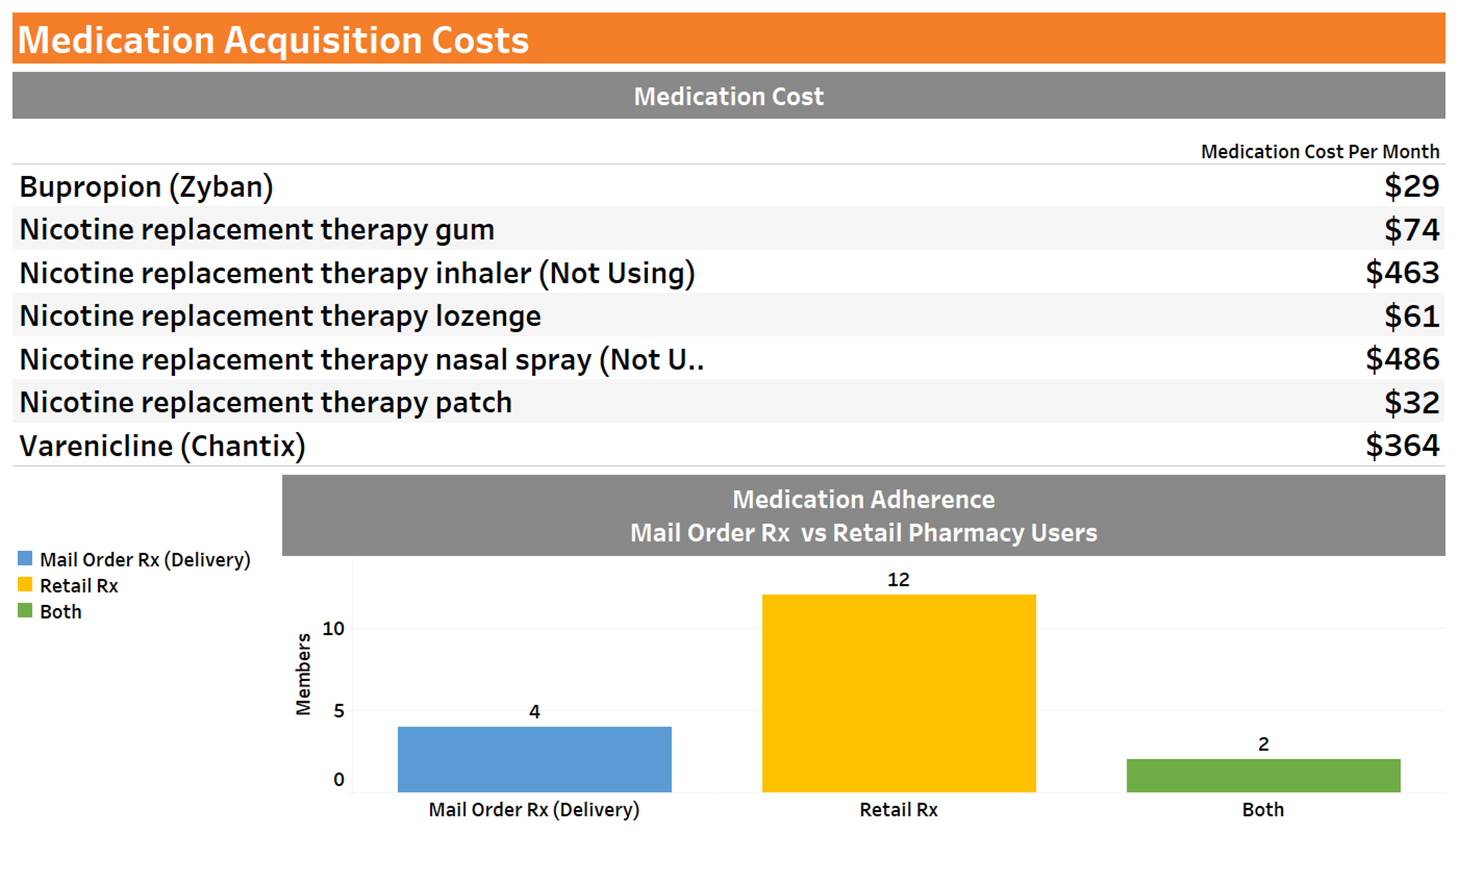 Medication Acquisition Costs
Medication Cost
Medication Cost Per Month
Bupropion (Zyban) $29
Nicotine replacement therapy gum $74
Nicotine replacement therapy inhaler (Not Using) $463
Nicotine replacement therapy lozenge $61
Nicotine replacement therapy nasal spray (Not U.. $486
Nicotine replacement therapy patch $32
Varenicline (Chantix) $364
Medication Adherence
Mail Order Rx vs Retail Pharmacy Users
Mail Order Rx (Delivery)
Retail Rx
Both
Members
10
5
0
4
12
2
Mail Order Rx (Delivery)
Retail Rx
Both